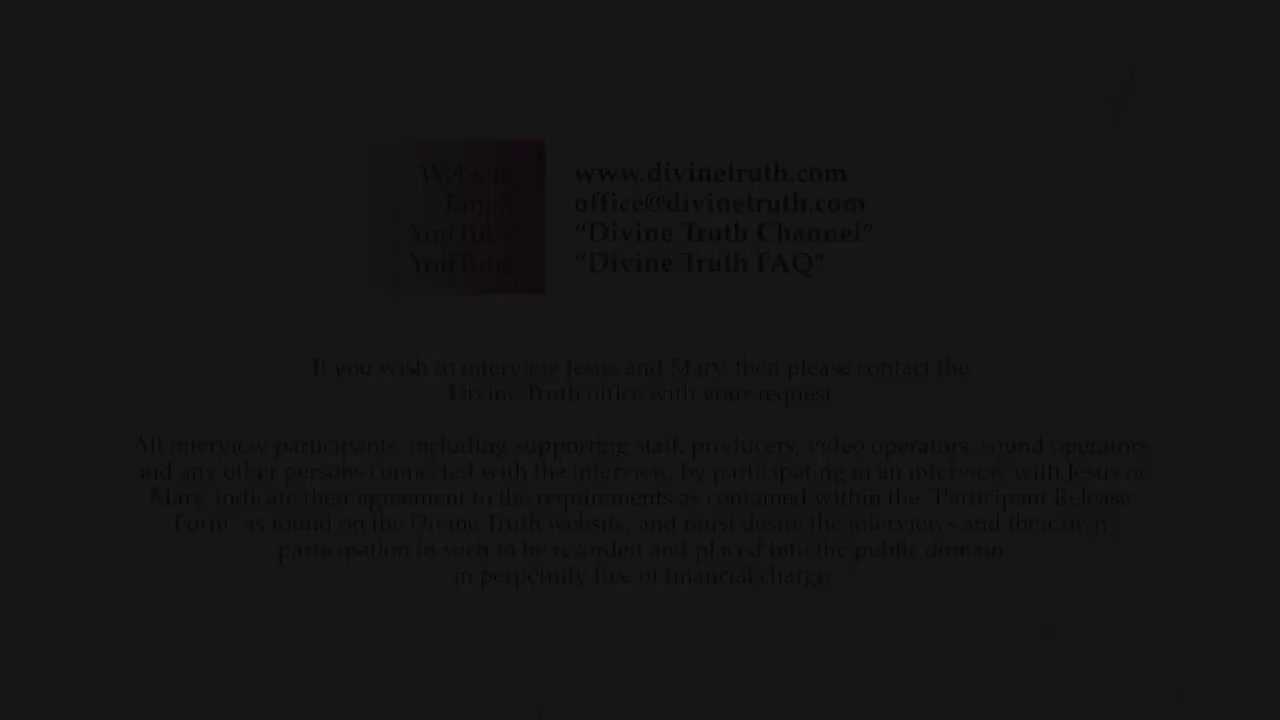 Website www.divinetruth.com
Email office@divinetruth.com
YouTube “Divine Truth Channel”
YouTube “Divine Truth FAQ”
If you wish to interview Jesus and Mary, then please contact the
Divine Truth office with your request
All interview participants, including supporting staff, producers, video operators, sound operators
and any other persons connected with the interview, by participating in an interview with Jesus or
Mary, indicate their agreement to the requirements as contained within the "Participant Release
Form" as found on the Divine Truth website, and must desire the interviews and their own
participation in such to be recorded and placed into the public domain
in perpetuity free of financial charge